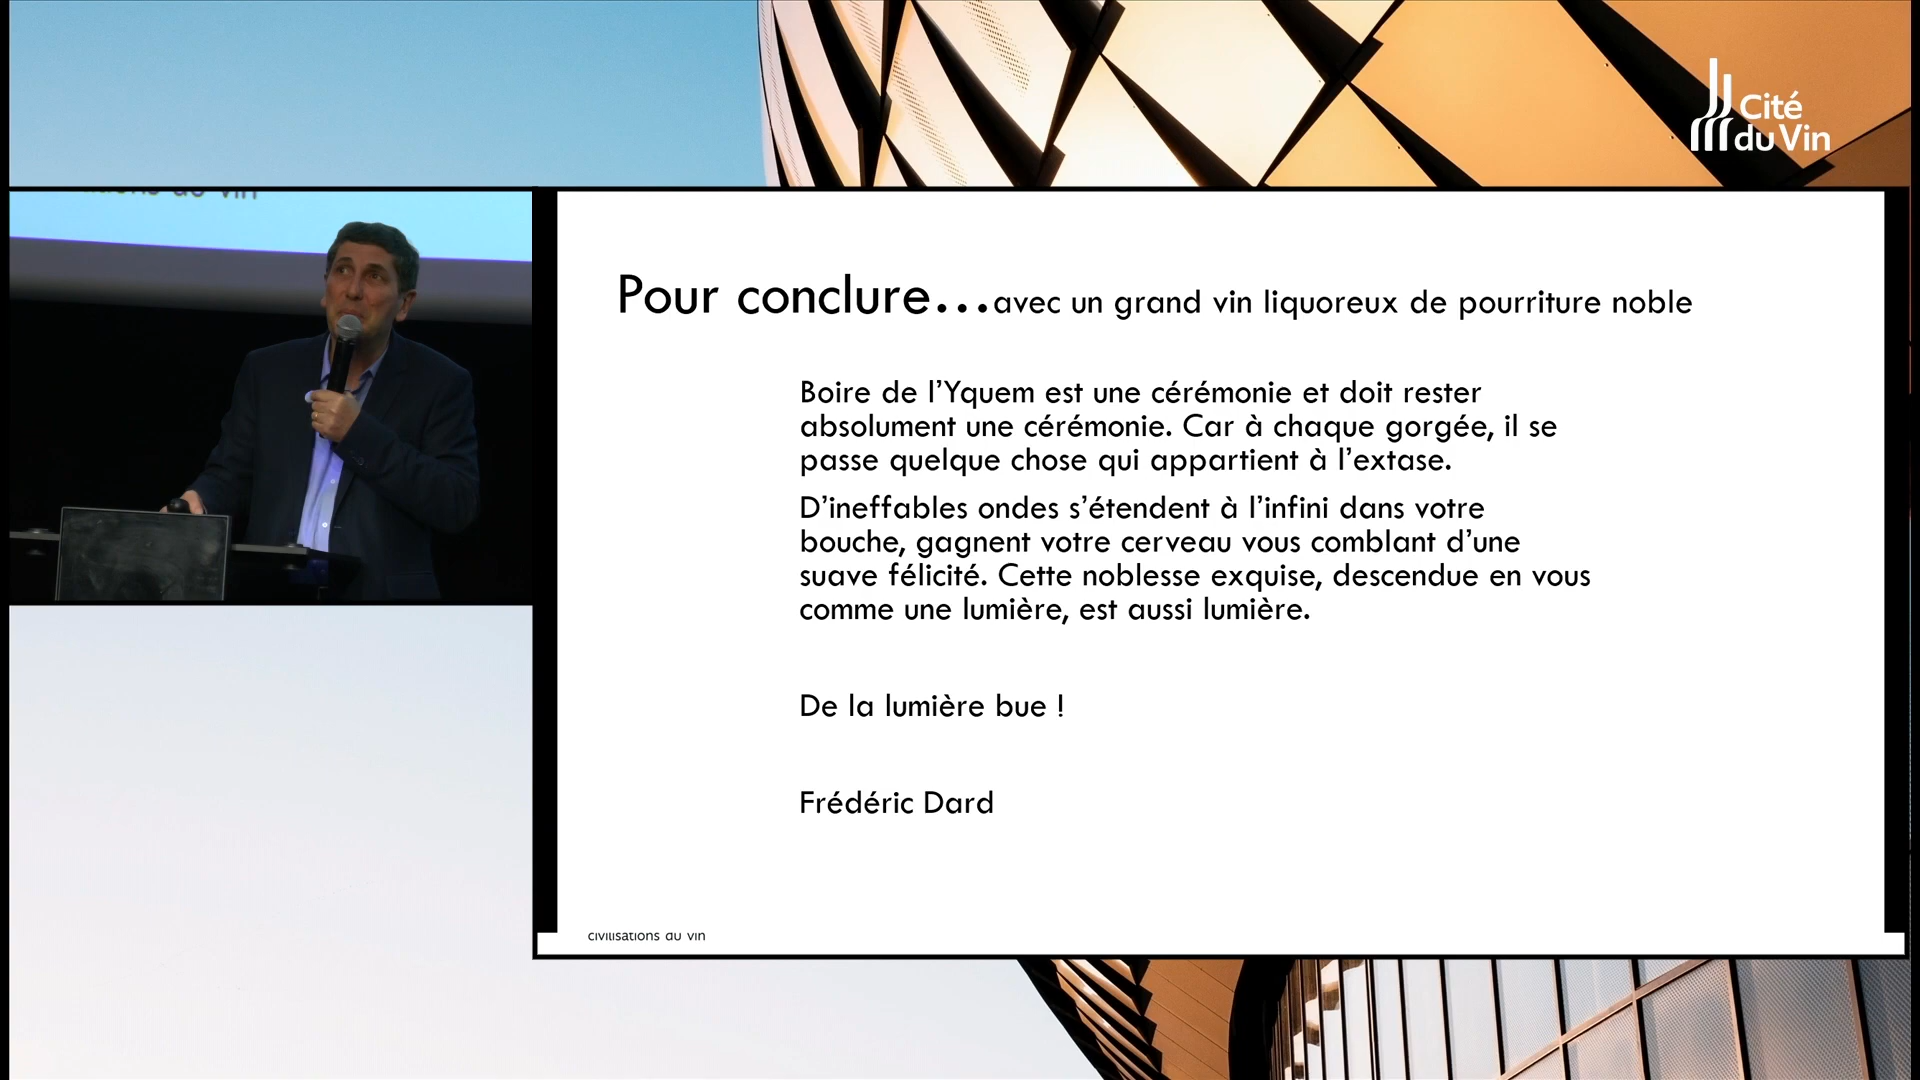 Cité
du Vin
Pour conclure...avec un grand vin liquoreux de pourriture noble
Boire de l’Yquem est une cérémonie et doit rester
absolument une cérémonie. Car à chaque gorgée, il se
passe quelque chose qui appartient à l’extase.
D’ineffables ondes s’étendent à l’infini dans votre
bouche, gagnent votre cerveau vous comblant d’une
suave félicité. Cette noblesse exquise, descendue en vous
comme une lumière, est aussi lumière.
De la lumière bue !
Frédéric Dard
civilisations du vin